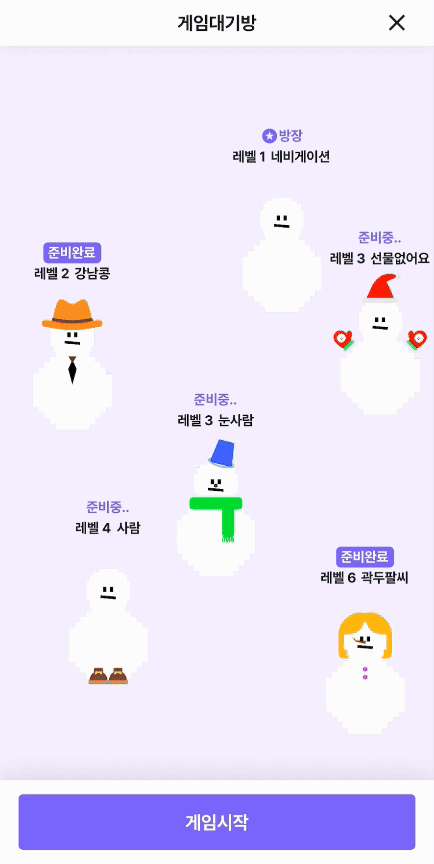 게임대기방
방장
레벨 1 네비게이션
준비중..
레벨 3 선물없어요
준비완료
레벨 2 강남콩
준비중..
레벨 3 눈사람
준비중..
레벨 4 사람
준비완료
레벨 6 곽두팔씨
게임시작